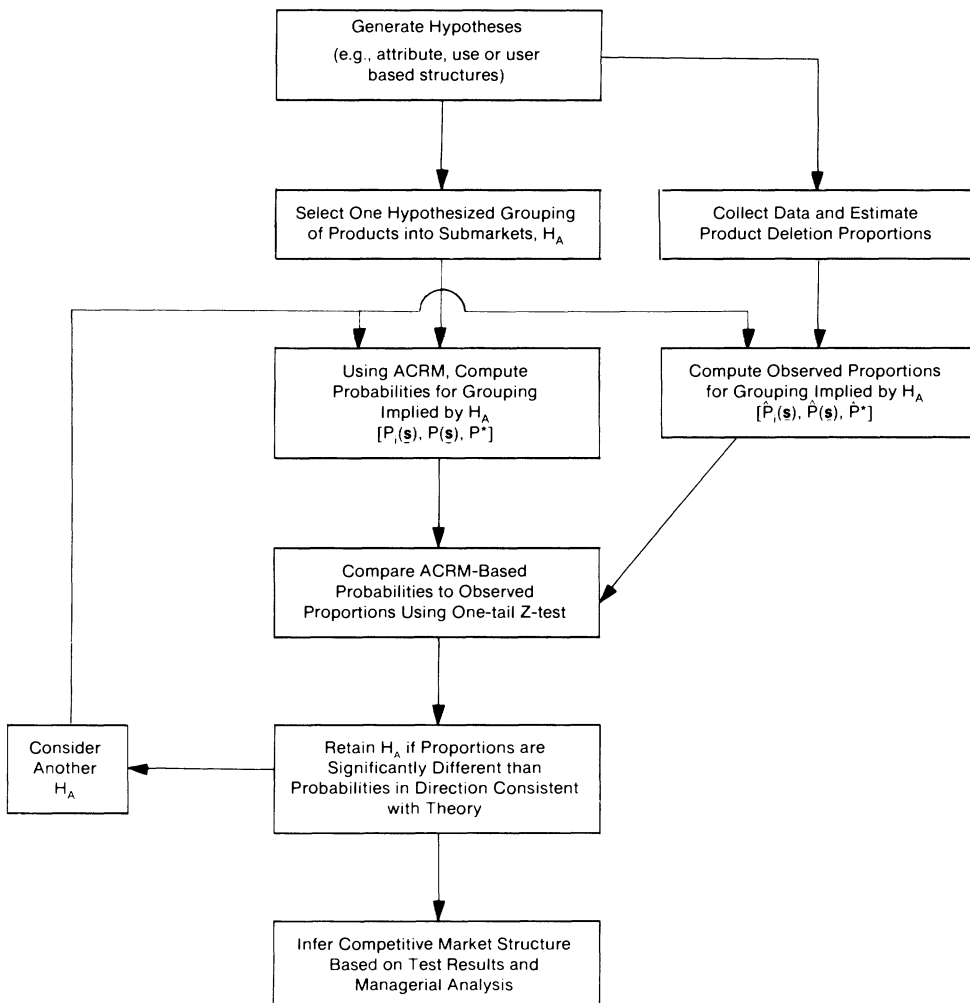 Generate Hypotheses
(e.g., attribute, use or user
based structures)
Select One Hypothesized Grouping
of Products into Submarkets, H_A
Collect Data and Estimate
Product Deletion Proportions
Using ACRM, Compute
Probabilities for Grouping
Implied by H_A
[P_i(s̲), P(s̲), P*]
Compute Observed Proportions
for Grouping Implied by H_A
[P̂_i(s̲), P̂(s̲), P̂*]
Compare ACRM-Based
Probabilities to Observed
Proportions Using One-tail Z-test
Consider
Another
H_A
Retain H_A if Proportions are
Significantly Different than
Probabilities in Direction Consistent
with Theory
Infer Competitive Market Structure
Based on Test Results and
Managerial Analysis